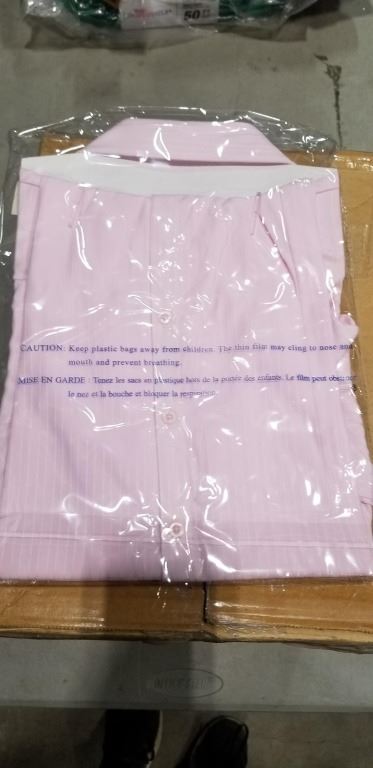 50
CAUTION: Keep plastic bags away from children. The thin film may cling to nose and
mouth and prevent breathing.
MISE EN GARDE : Tenez les sacs en plastique hors de la portée des enfants. Le film peut obstruer
le nez et la bouche et bloquer la respiration.